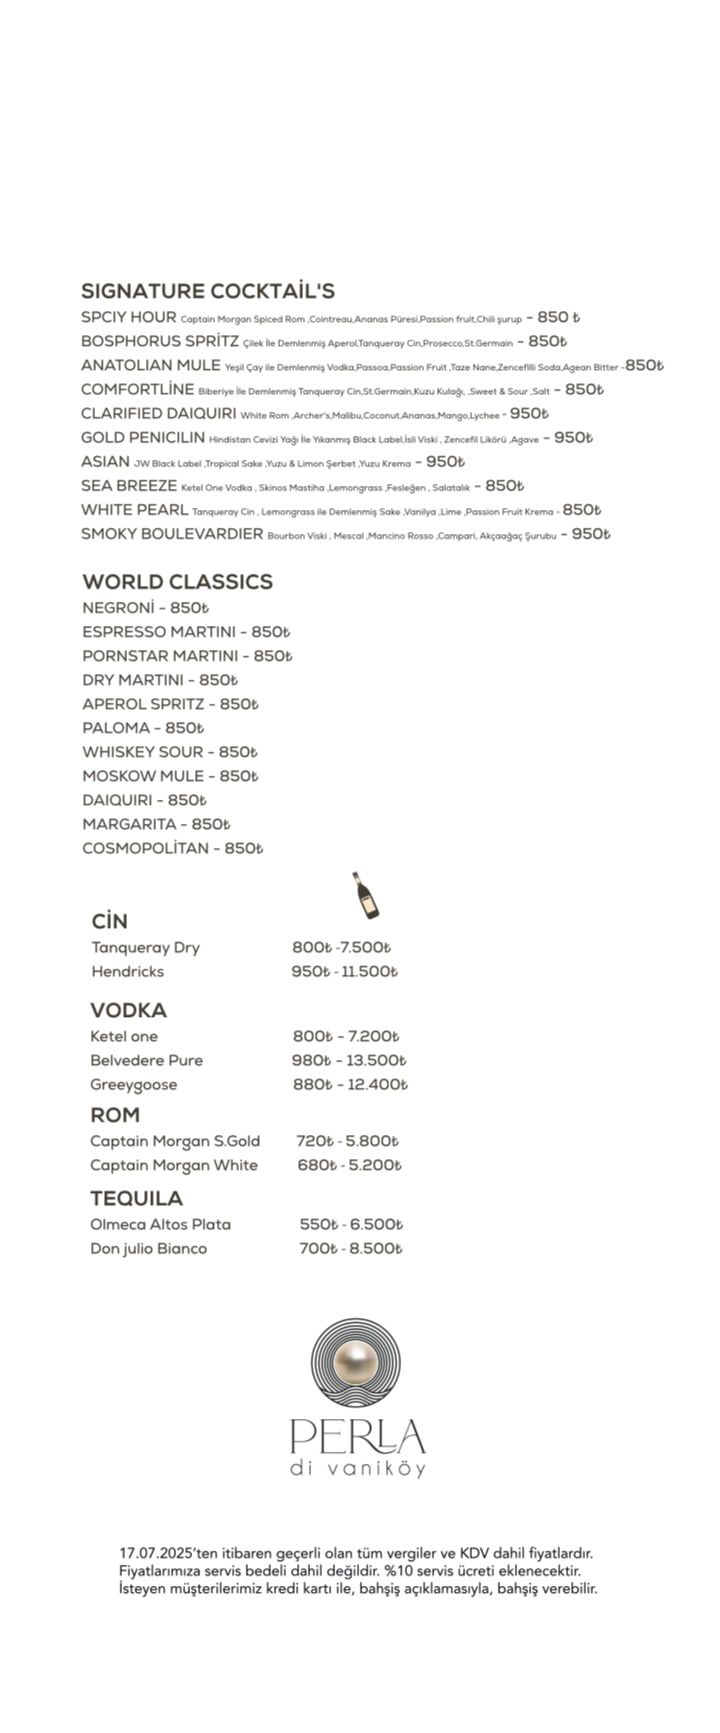 SIGNATURE COCKTAİL'S
SPCIY HOUR Captain Morgan Spiced Rom ,Cointreau,Ananas Püresi,Passion fruit,Chili şurup - 850 ₺
BOSPHORUS SPRİTZ Çilek İle Demlenmiş Aperol,Tanqueray Cin,Prosecco,St.Germain - 850₺
ANATOLIAN MULE Yeşil Çay ile Demlenmiş Vodka,Passoa,Passion Fruit ,Taze Nane,Zencefilli Soda,Agean Bitter -850₺
COMFORTLİNE Biberiye İle Demlenmiş Tanqueray Cin,St.Germain,Kuzu Kulağı, ,Sweet & Sour ,Salt - 850₺
CLARIFIED DAIQUIRI White Rom ,Archer's,Malibu,Coconut,Ananas,Mango,Lychee - 950₺
GOLD PENICILIN Hindistan Cevizi Yağı İle Yıkanmış Black Label,İsli Viski , Zencefil Likörü ,Agave - 950₺
ASIAN JW Black Label ,Tropical Sake ,Yuzu & Limon Şerbet ,Yuzu Krema - 950₺
SEA BREEZE Ketel One Vodka , Skinos Mastiha ,Lemongrass ,Fesleğen , Salatalık - 850₺
WHITE PEARL Tanqueray Cin , Lemongrass ile Demlenmiş Sake ,Vanilya ,Lime ,Passion Fruit Krema - 850₺
SMOKY BOULEVARDIER Bourbon Viski , Mescal ,Mancino Rosso ,Campari, Akçaağaç Şurubu - 950₺
WORLD CLASSICS
NEGRONİ - 850₺
ESPRESSO MARTINI - 850₺
PORNSTAR MARTINI - 850₺
DRY MARTINI - 850₺
APEROL SPRITZ - 850₺
PALOMA - 850₺
WHISKEY SOUR - 850₺
MOSKOW MULE - 850₺
DAIQUIRI - 850₺
MARGARITA - 850₺
COSMOPOLİTAN - 850₺
CİN
Tanqueray Dry 800₺ -7.500₺
Hendricks 950₺ - 11.500₺
VODKA
Ketel one 800₺ - 7.200₺
Belvedere Pure 980₺ - 13.500₺
Greeygoose 880₺ - 12.400₺
ROM
Captain Morgan S.Gold 720₺ - 5.800₺
Captain Morgan White 680₺ - 5.200₺
TEQUILA
Olmeca Altos Plata 550₺ - 6.500₺
Don julio Bianco 700₺ - 8.500₺
PERLA
di vaniköy
17.07.2025'ten itibaren geçerli olan tüm vergiler ve KDV dahil fiyatlardır.
Fiyatlarımıza servis bedeli dahil değildir. %10 servis ücreti eklenecektir.
İsteyen müşterilerimiz kredi kartı ile, bahşiş açıklamasıyla, bahşiş verebilir.